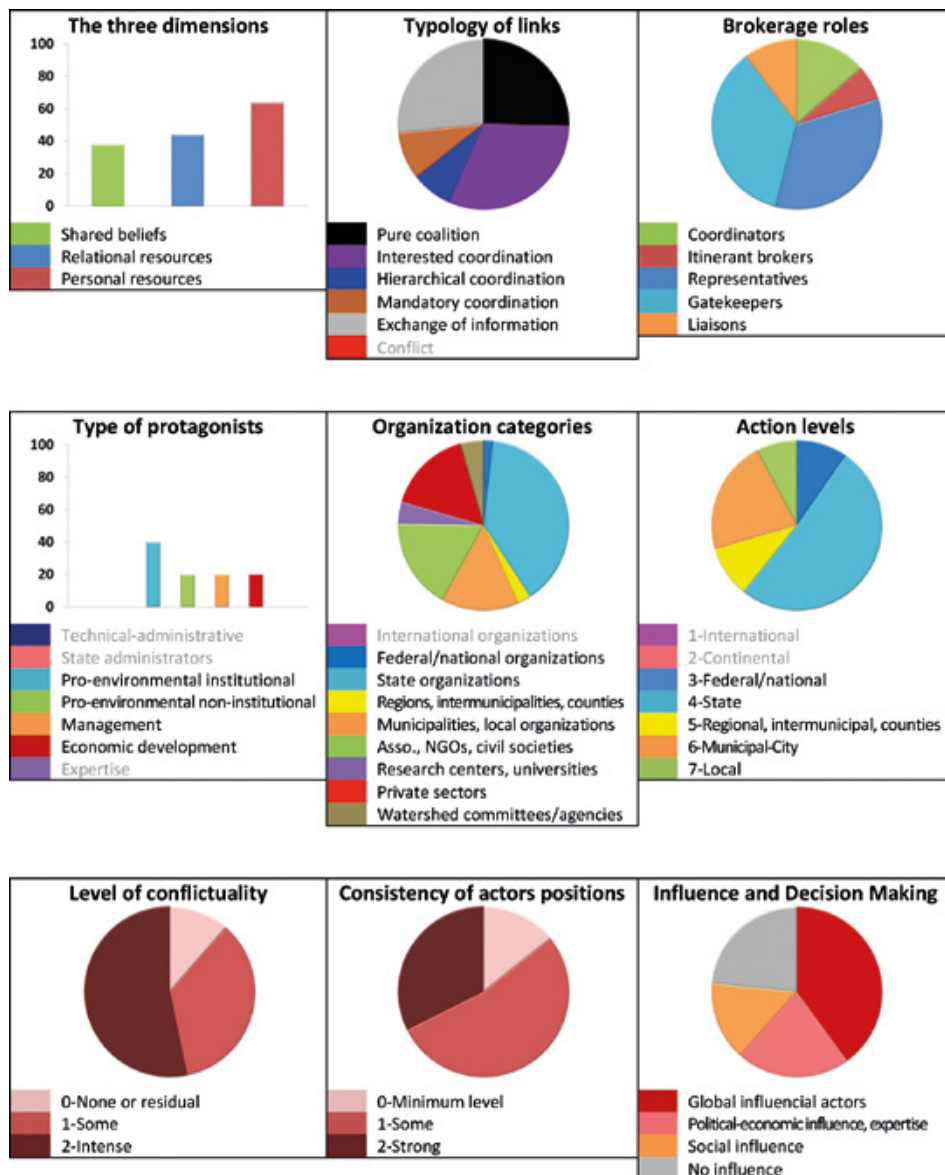 The three dimensions
100
80
60
40
20
0
Shared beliefs
Relational resources
Personal resources
Typology of links
Pure coalition
Interested coordination
Hierarchical coordination
Mandatory coordination
Exchange of information
Conflict
Brokerage roles
Coordinators
Itinerant brokers
Representatives
Gatekeepers
Liaisons
Type of protagonists
100
80
60
40
20
0
Technical-administrative
State administrators
Pro-environmental institutional
Pro-environmental non-institutional
Management
Economic development
Expertise
Organization categories
International organizations
Federal/national organizations
State organizations
Regions, intermunicipalities, counties
Municipalities, local organizations
Asso., NGOs, civil societies
Research centers, universities
Private sectors
Watershed committees/agencies
Action levels
1-International
2-Continental
3-Federal/national
4-State
5-Regional, intermunicipal, counties
6-Municipal-City
7-Local
Level of conflictuality
0-None or residual
1-Some
2-Intense
Consistency of actors positions
0-Minimum level
1-Some
2-Strong
Influence and Decision Making
Global influencial actors
Political-economic influence, expertise
Social influence
No influence